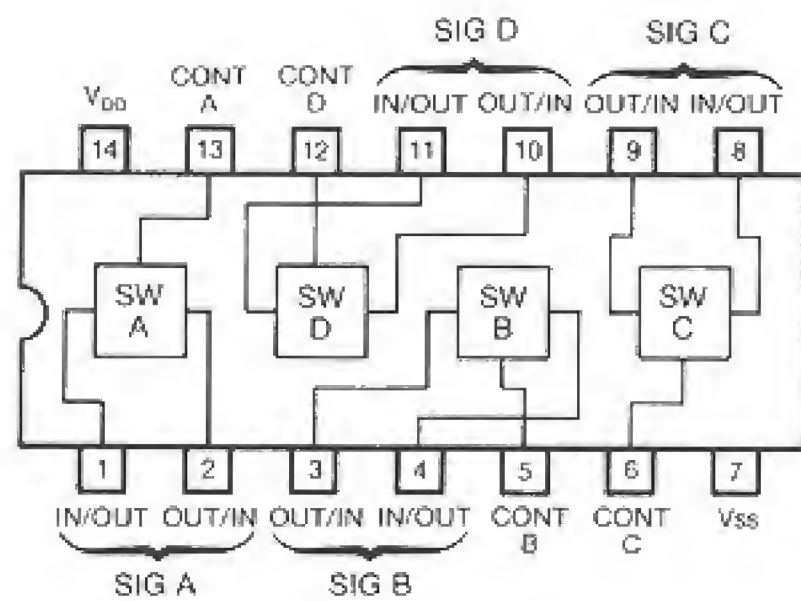 SIG D SIG C
V_DD CONT A CONT D IN/OUT OUT/IN OUT/IN IN/OUT
14 13 12 11 10 9 8
SW A SW D SW B SW C
1 2 3 4 5 6 7
IN/OUT OUT/IN OUT/IN IN/OUT CONT B CONT C Vss
SIG A SIG B